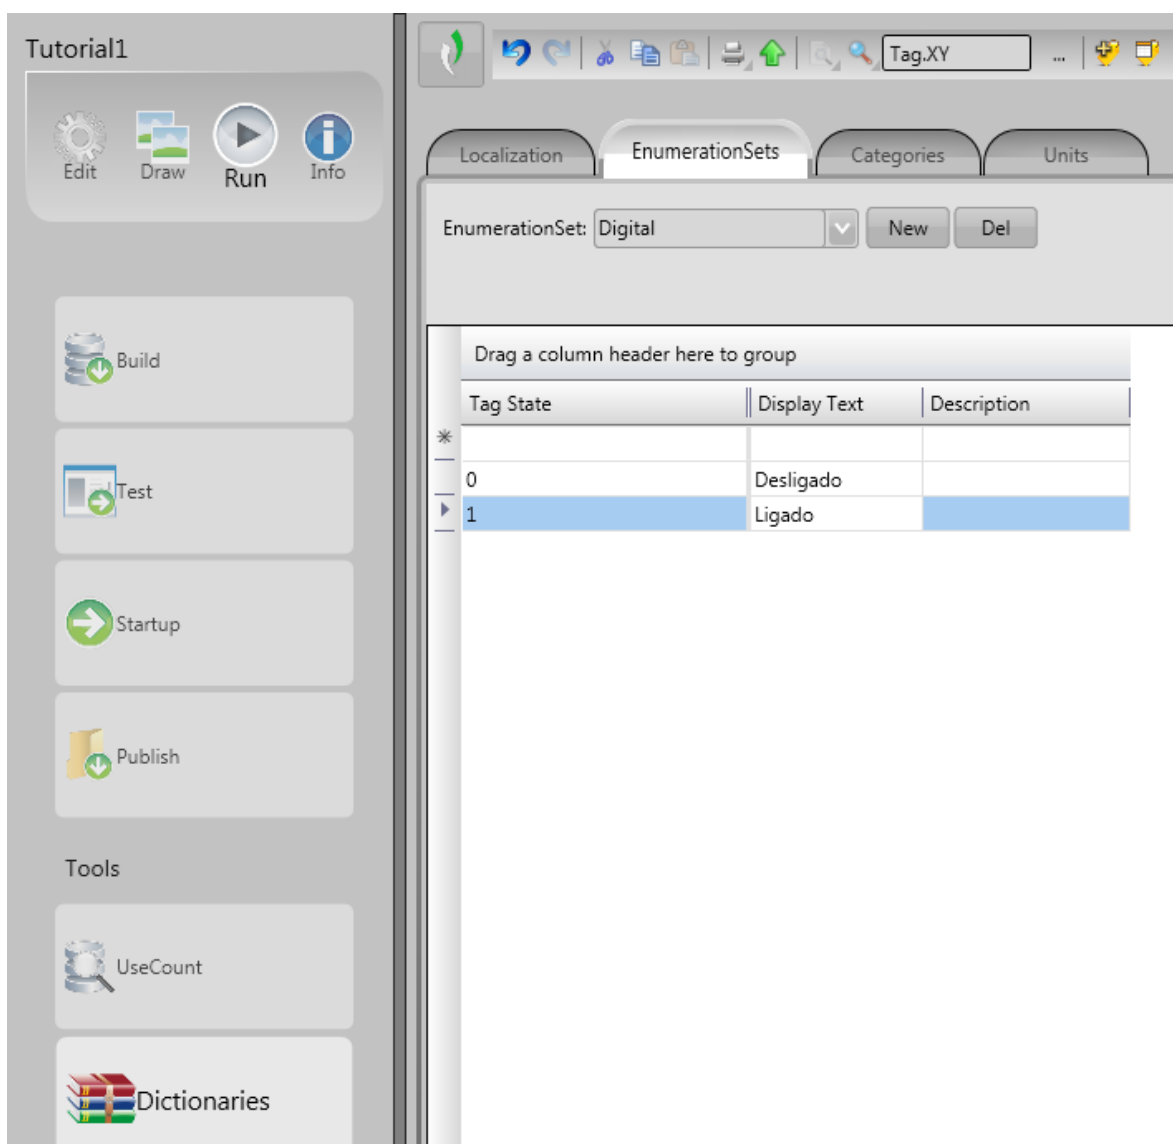 Tutorial1
Edit Draw Run Info
Build
Test
Startup
Publish
Tools
UseCount
Dictionaries
Tag.XY ...
Localization EnumerationSets Categories Units
EnumerationSet: Digital New Del
Drag a column header here to group
Tag State Display Text Description
0 Desligado
1 Ligado